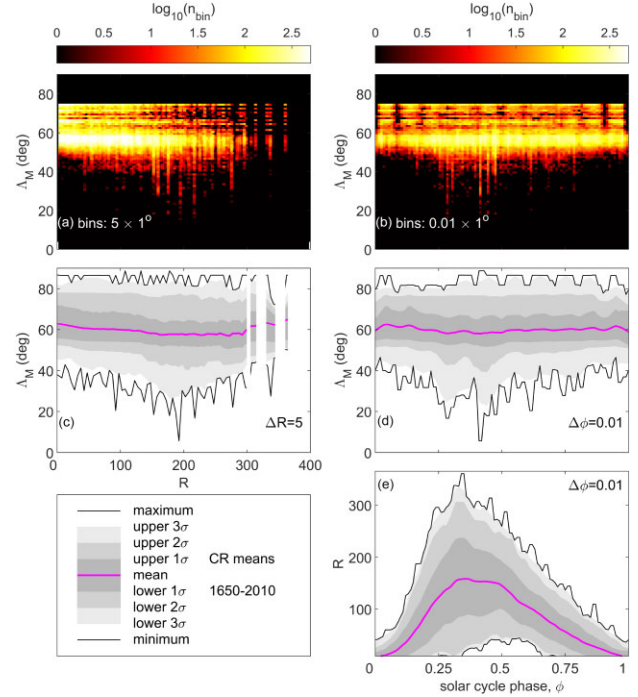 log10(nbin)
log10(nbin)
0 0.5 1 1.5 2 2.5
0 0.5 1 1.5 2 2.5
80
60
40
20
0
ΛM (deg)
(a) bins: 5 × 1°
80
60
40
20
0
ΛM (deg)
(b) bins: 0.01 × 1°
80
60
40
20
0
ΛM (deg)
(c)
ΔR=5
0 100 200 300 400
R
80
60
40
20
0
ΛM (deg)
(d)
Δφ=0.01
maximum
upper 3σ
upper 2σ
upper 1σ CR means
mean
lower 1σ 1650-2010
lower 2σ
lower 3σ
minimum
(e)
Δφ=0.01
300
200
100
R
0 0.25 0.5 0.75 1
solar cycle phase, φ